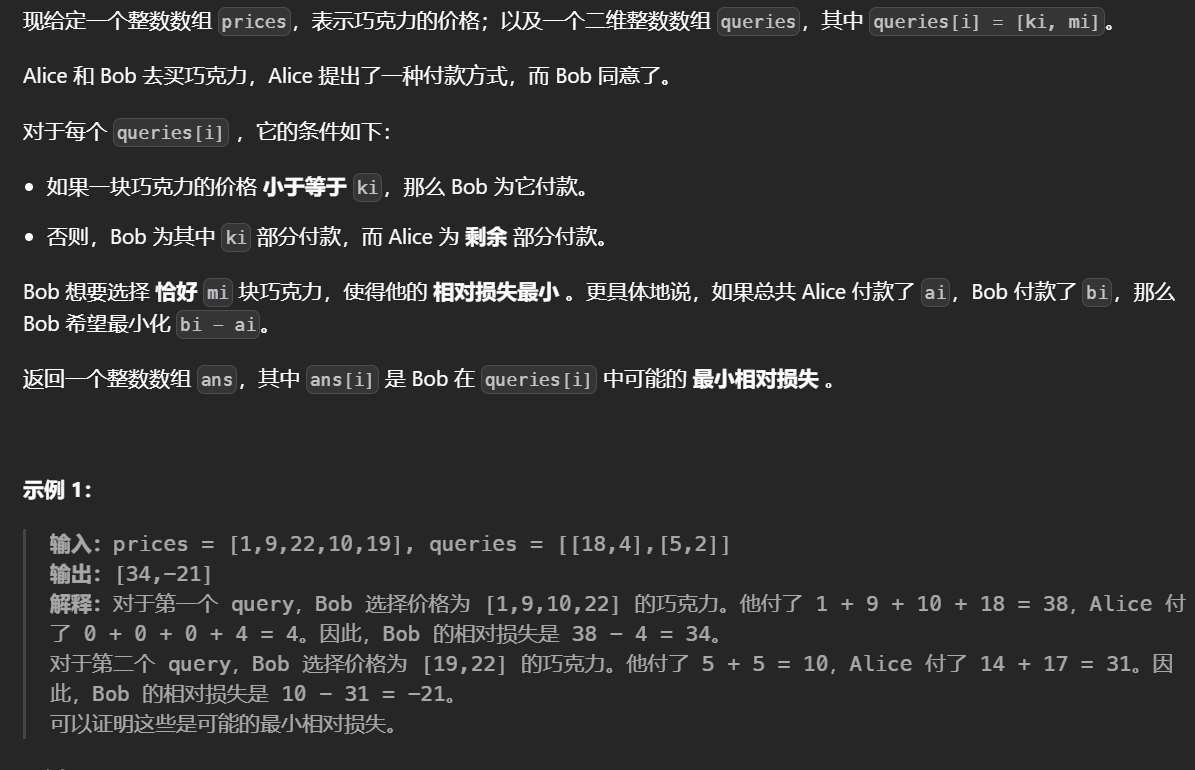 现给定一个整数数组 prices，表示巧克力的价格；以及一个二维整数数组 queries，其中 queries[i] = [ki, mi]。
Alice 和 Bob 去买巧克力，Alice 提出了一种付款方式，而 Bob 同意了。
对于每个 queries[i] ，它的条件如下：
• 如果一块巧克力的价格 小于等于 ki，那么 Bob 为它付款。
• 否则，Bob 为其中 ki 部分付款，而 Alice 为 剩余 部分付款。
Bob 想要选择 恰好 mi 块巧克力，使得他的 相对损失最小 。更具体地说，如果总共 Alice 付款了 ai，Bob 付款了 bi，那么
Bob 希望最小化 bi - ai。
返回一个整数数组 ans，其中 ans[i] 是 Bob 在 queries[i] 中可能的 最小相对损失 。
示例 1：
输入：prices = [1,9,22,10,19], queries = [[18,4],[5,2]]
输出：[34,-21]
解释：对于第一个 query，Bob 选择价格为 [1,9,10,22] 的巧克力。他付了 1 + 9 + 10 + 18 = 38，Alice 付
了 0 + 0 + 0 + 4 = 4。因此，Bob 的相对损失是 38 - 4 = 34。
对于第二个 query，Bob 选择价格为 [19,22] 的巧克力。他付了 5 + 5 = 10，Alice 付了 14 + 17 = 31。因
此，Bob 的相对损失是 10 - 31 = -21。
可以证明这些是可能的最小相对损失。